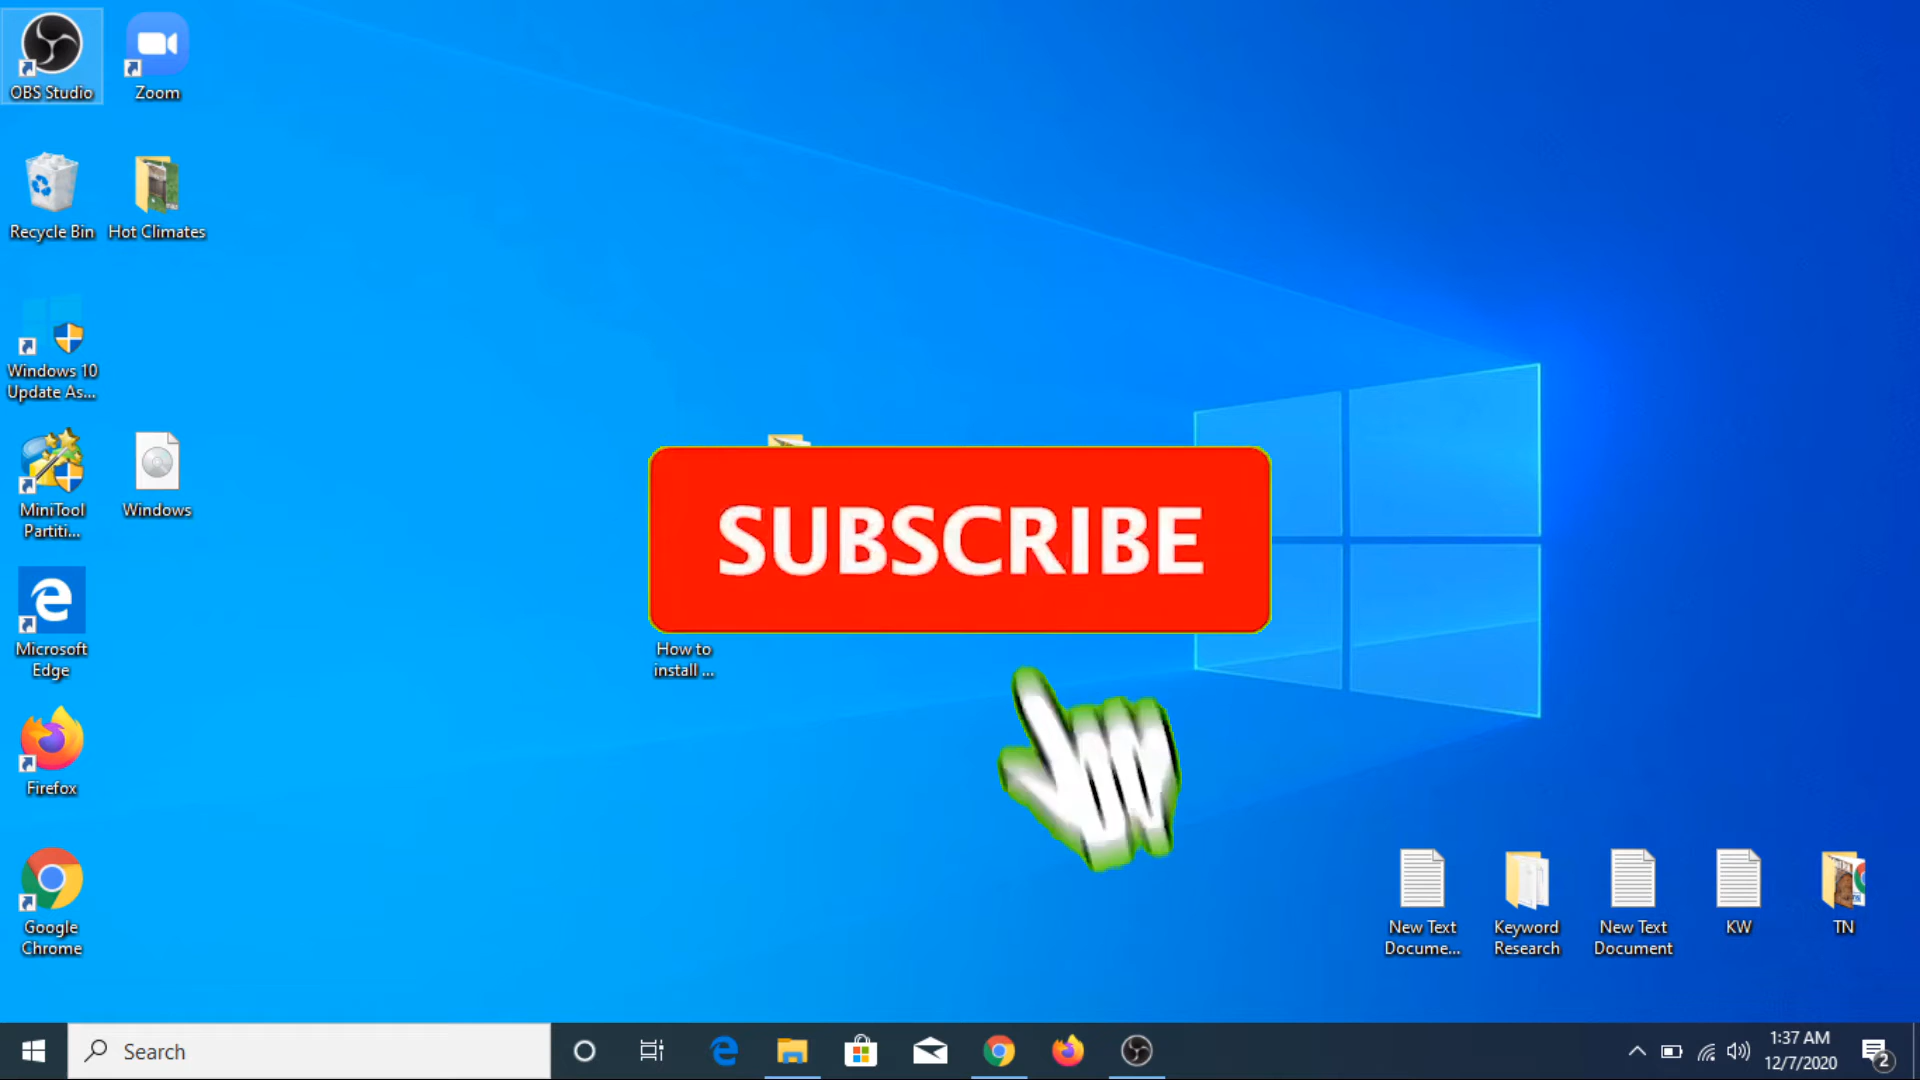 OBS Studio
Zoom
Recycle Bin
Hot Climates
Windows 10
Update As...
MiniTool
Partiti...
Windows
SUBSCRIBE
Microsoft
Edge
How to
install ...
Firefox
Google
Chrome
New Text
Docume...
Keyword
Research
New Text
Document
KW
TN
Search
1:37 AM
12/7/2020
2